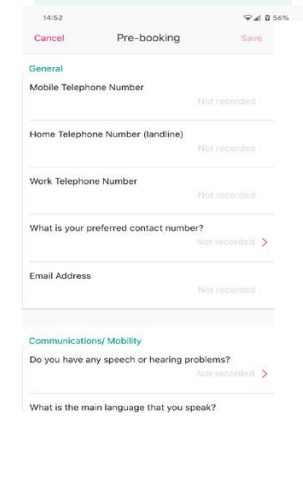 14:52
56%
Cancel Pre-booking Save
General
Mobile Telephone Number
Not recorded
Home Telephone Number (landline)
Not recorded
Work Telephone Number
Not recorded
What is your preferred contact number?
Not recorded
Email Address
Not recorded
Communications/ Mobility
Do you have any speech or hearing problems?
Not recorded
What is the main language that you speak?